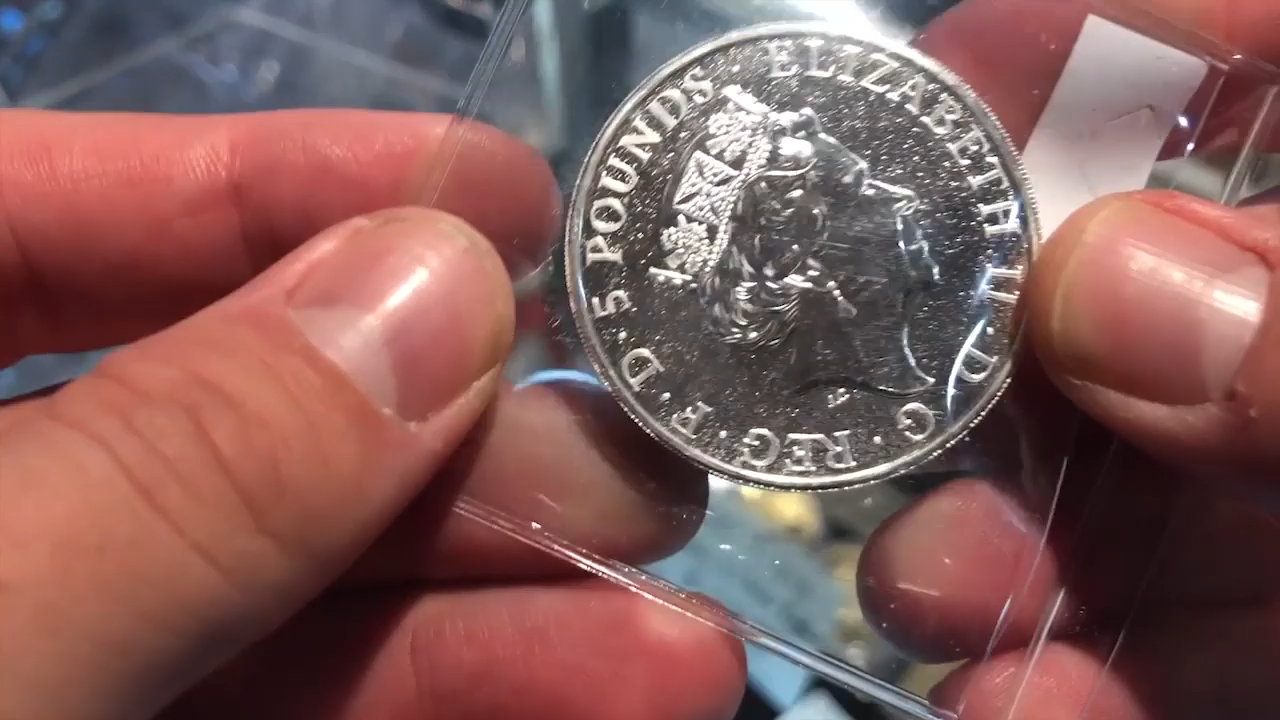 ELIZABETH II · D · G · REG · F · D · 5 POUNDS ·